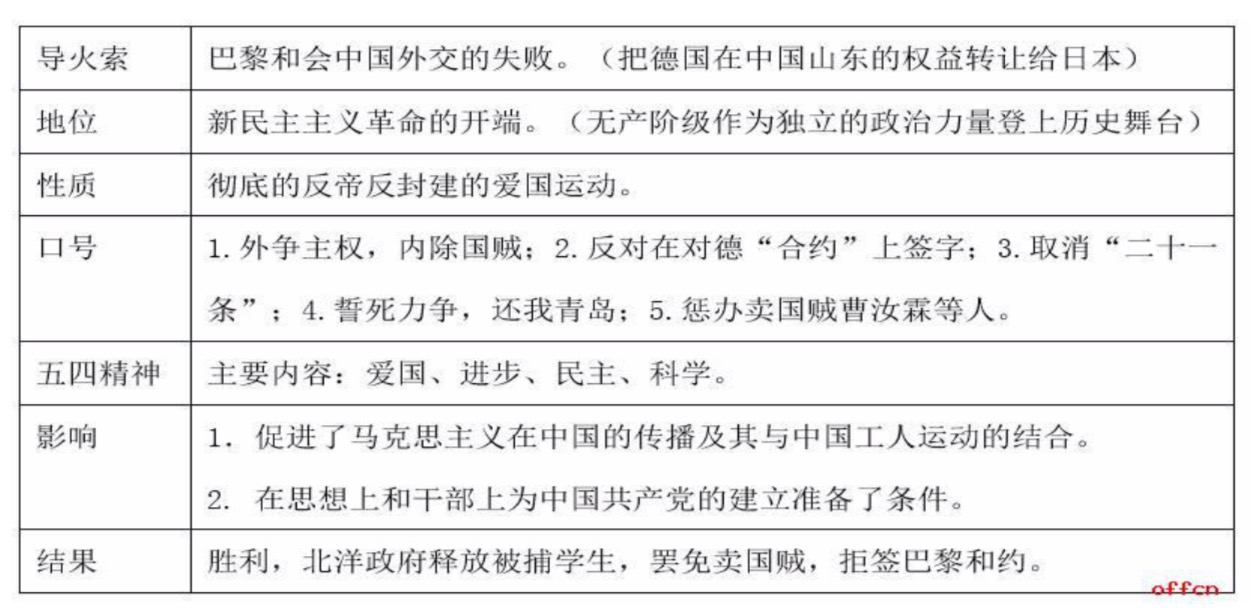 导火索 巴黎和会中国外交的失败。（把德国在中国山东的权益转让给日本）
地位 新民主主义革命的开端。（无产阶级作为独立的政治力量登上历史舞台）
性质 彻底的反帝反封建的爱国运动。
口号 1.外争主权，内除国贼；2.反对在对德“合约”上签字；3.取消“二十一
条”；4.誓死力争，还我青岛；5.惩办卖国贼曹汝霖等人。
五四精神 主要内容：爱国、进步、民主、科学。
影响 1. 促进了马克思主义在中国的传播及其与中国工人运动的结合。
2. 在思想上和干部上为中国共产党的建立准备了条件。
结果 胜利，北洋政府释放被捕学生，罢免卖国贼，拒签巴黎和约。
offcn